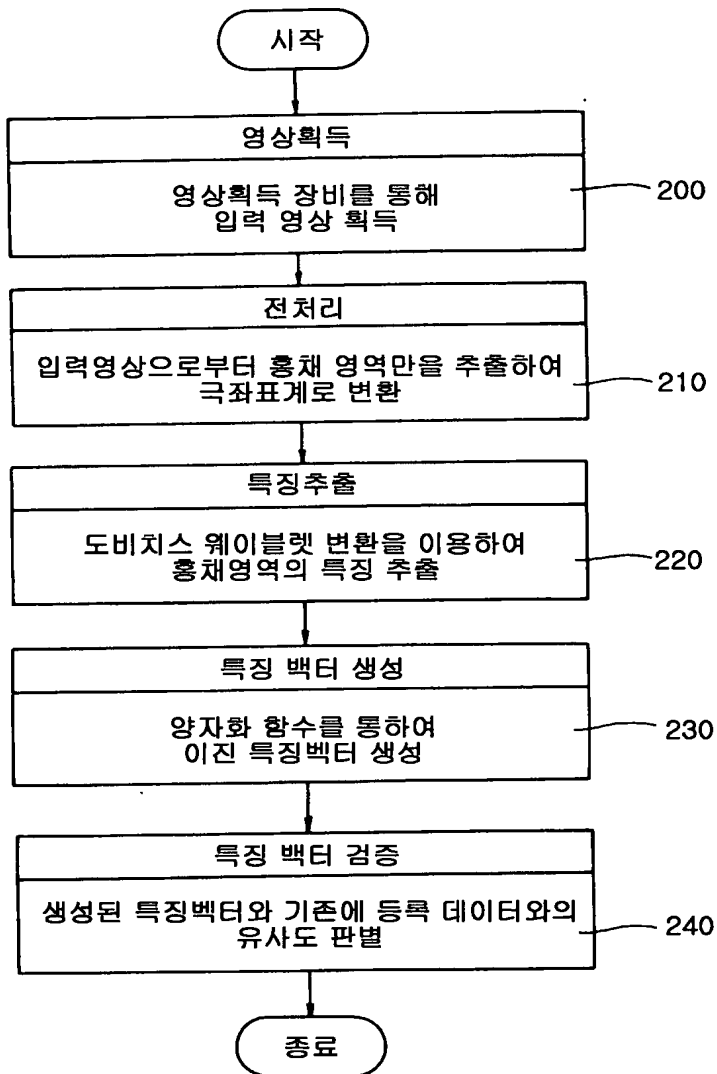 시작
영상획득
영상획득 장비를 통해
입력 영상 획득
200
전처리
입력영상으로부터 홍채 영역만을 추출하여
극좌표계로 변환
210
특징추출
도비치스 웨이블렛 변환을 이용하여
홍채영역의 특징 추출
220
특징 백터 생성
양자화 함수를 통하여
이진 특징벡터 생성
230
특징 백터 검증
생성된 특징벡터와 기존에 등록 데이터와의
유사도 판별
240
종료